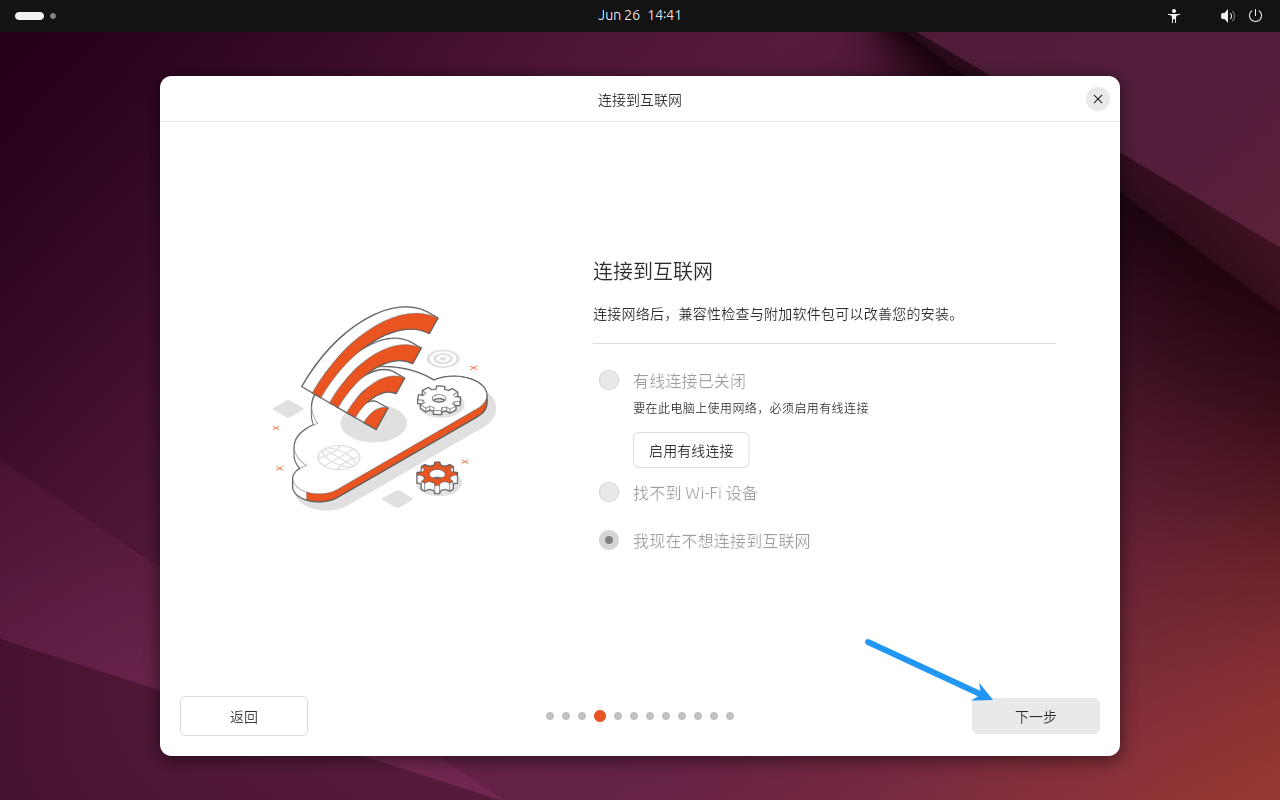 Jun 26 14:41
连接到互联网
连接到互联网
连接网络后，兼容性检查与附加软件包可以改善您的安装。
有线连接已关闭
要在此电脑上使用网络，必须启用有线连接
启用有线连接
找不到 Wi-Fi 设备
我现在不想连接到互联网
返回
下一步